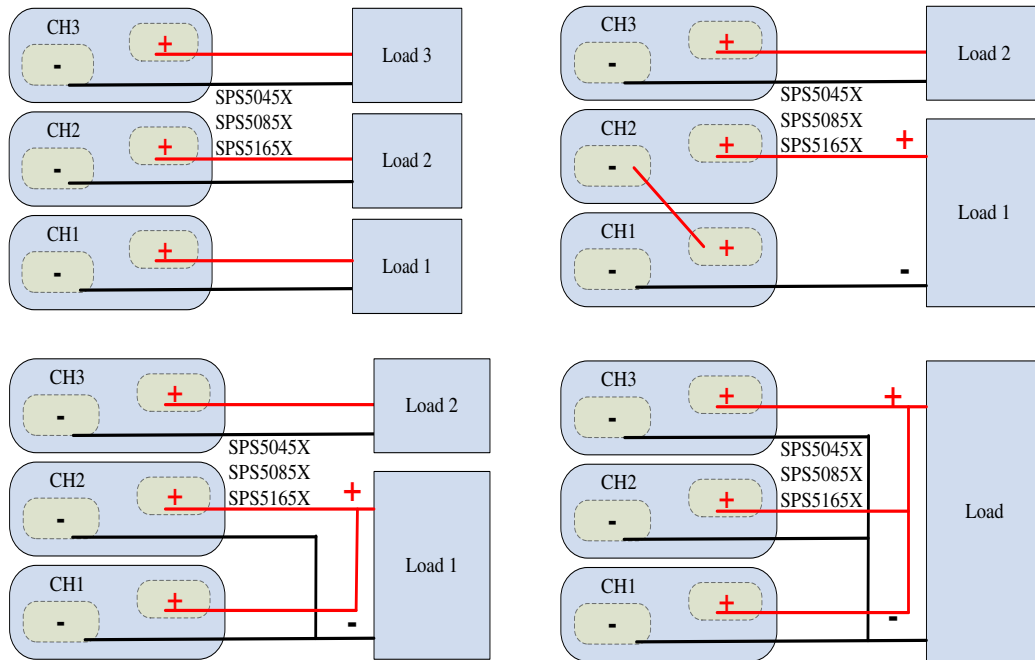 CH3
+
-
Load 3
SPS5045X
CH2
SPS5085X
+
SPS5165X
-
Load 2
CH1
+
-
Load 1
CH3
+
-
Load 2
SPS5045X
CH2
SPS5085X
+
SPS5165X
+
-
Load 1
CH1
+
-
-
CH3
+
-
Load 2
SPS5045X
CH2
SPS5085X
+
SPS5165X
+
-
Load 1
CH1
+
-
-
CH3
+
+
-
SPS5045X
CH2
SPS5085X
+
SPS5165X
-
Load
CH1
+
-
-